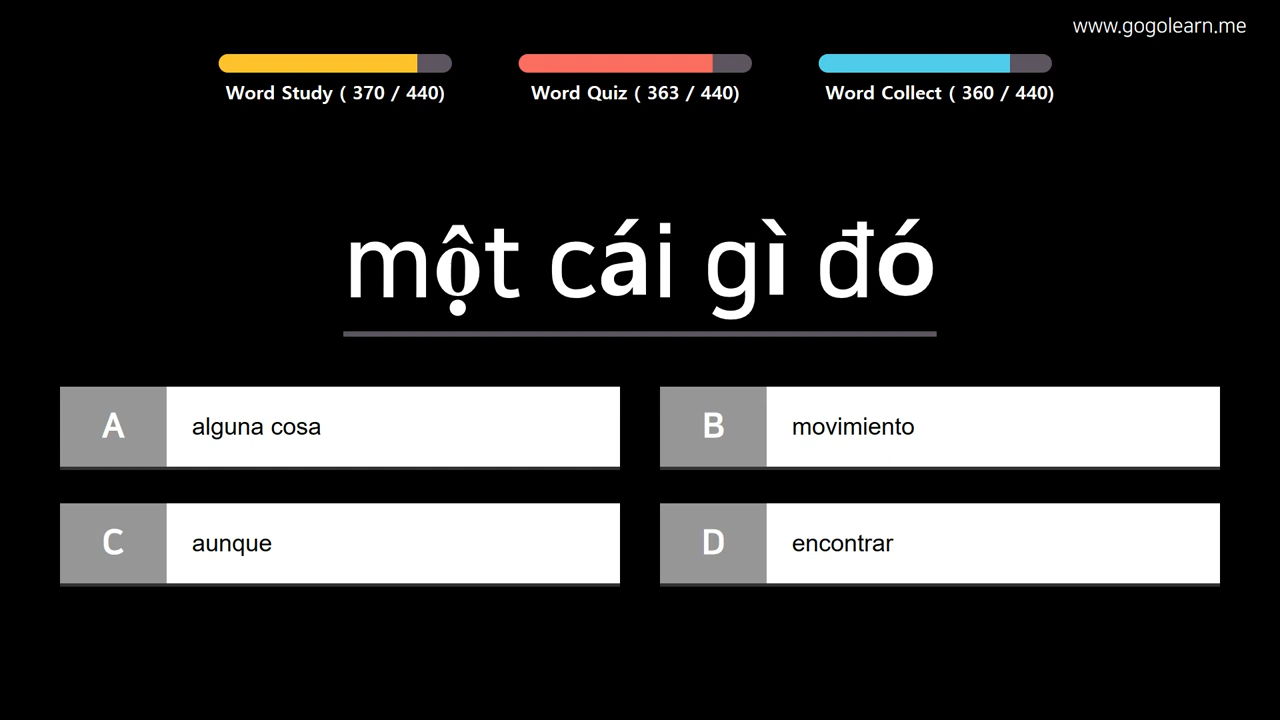 www.gogolearn.me
Word Study ( 370 / 440)
Word Quiz ( 363 / 440)
Word Collect ( 360 / 440)
một cái gì đó
A alguna cosa
B movimiento
C aunque
D encontrar